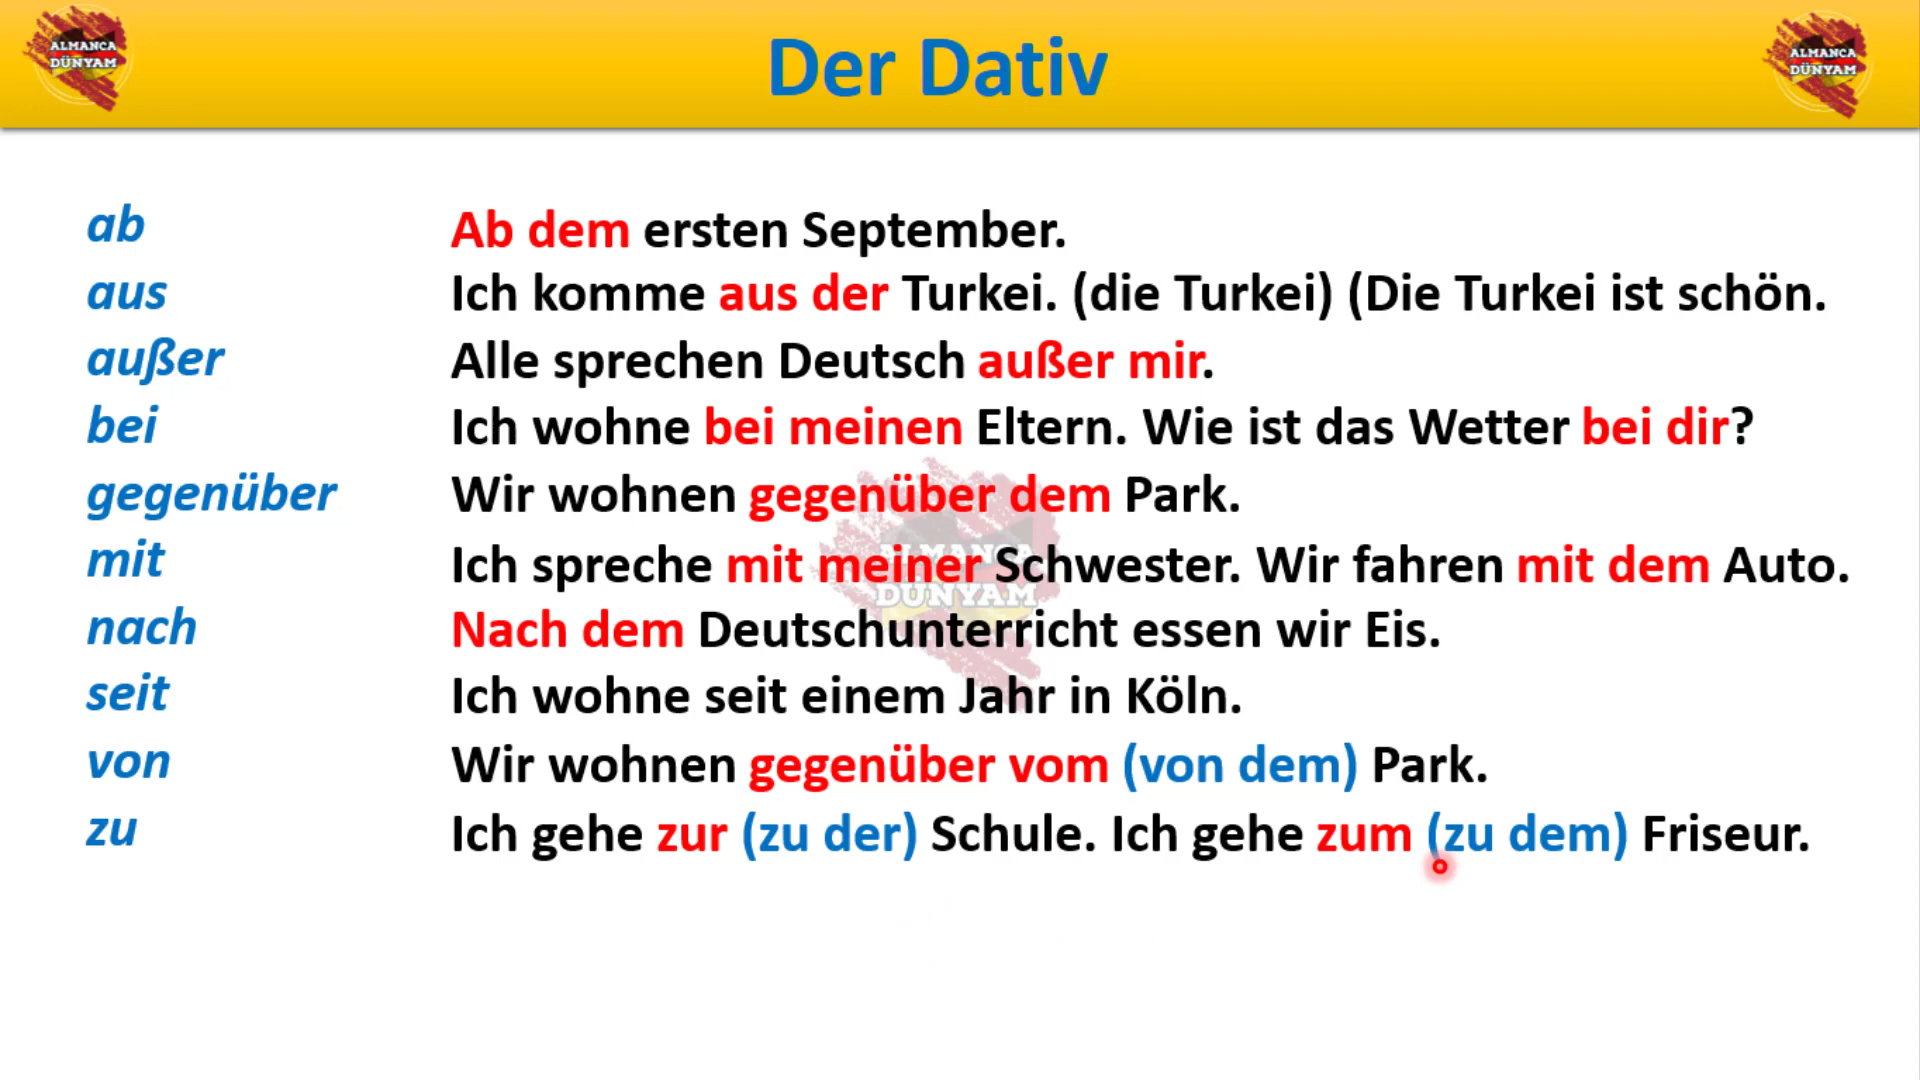 ALMANCA
DÜNYAM
Der Dativ
ALMANCA
DÜNYAM
ab Ab dem ersten September.
aus Ich komme aus der Turkei. (die Turkei) (Die Turkei ist schön.
außer Alle sprechen Deutsch außer mir.
bei Ich wohne bei meinen Eltern. Wie ist das Wetter bei dir?
gegenüber Wir wohnen gegenüber dem Park.
mit Ich spreche mit meiner Schwester. Wir fahren mit dem Auto.
ALMANCA
DÜNYAM
nach Nach dem Deutschunterricht essen wir Eis.
seit Ich wohne seit einem Jahr in Köln.
von Wir wohnen gegenüber vom (von dem) Park.
zu Ich gehe zur (zu der) Schule. Ich gehe zum (zu dem) Friseur.